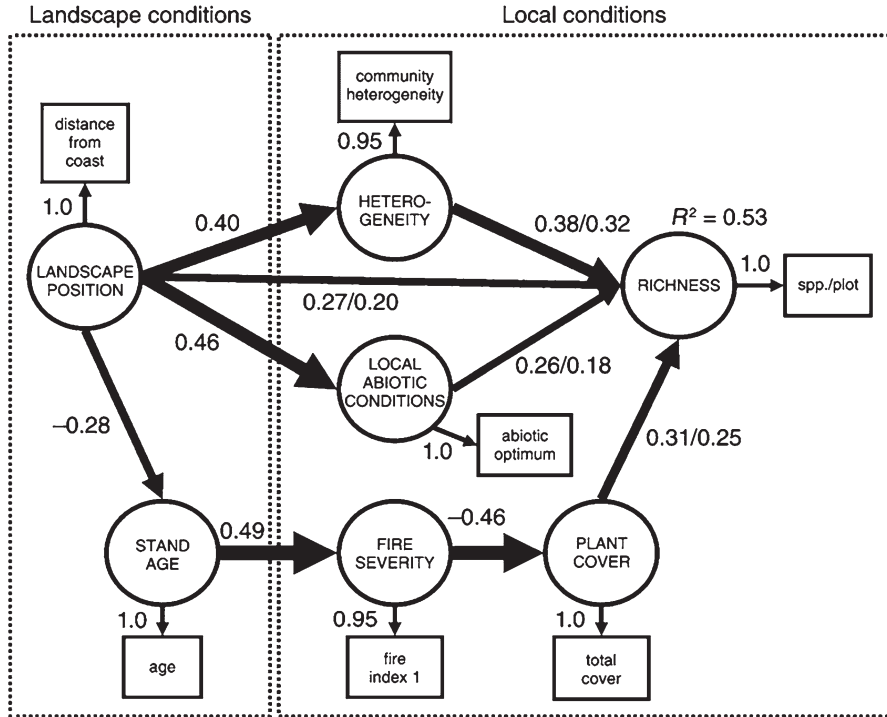 Landscape conditions
Local conditions
distance
from
coast
1.0
LANDSCAPE
POSITION
community
heterogeneity
0.95
HETERO-
GENEITY
0.40
0.38/0.32
R² = 0.53
RICHNESS
1.0
spp./plot
0.27/0.20
0.46
LOCAL
ABIOTIC
CONDITIONS
0.26/0.18
1.0
abiotic
optimum
–0.28
0.31/0.25
STAND
AGE
0.49
FIRE
SEVERITY
–0.46
PLANT
COVER
1.0
age
0.95
fire
index 1
1.0
total
cover